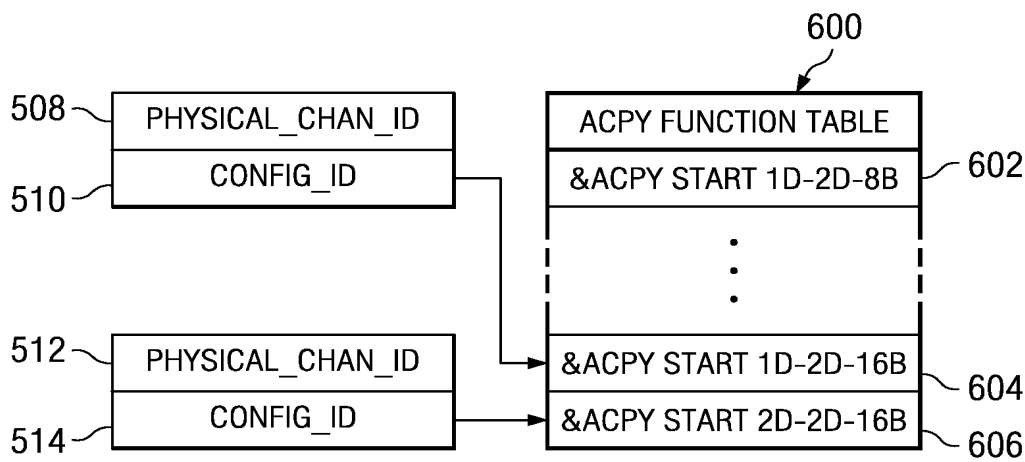 600
508
PHYSICAL_CHAN_ID
510
CONFIG_ID
ACPY FUNCTION TABLE
&ACPY START 1D-2D-8B
602
512
PHYSICAL_CHAN_ID
514
CONFIG_ID
&ACPY START 1D-2D-16B
604
&ACPY START 2D-2D-16B
606